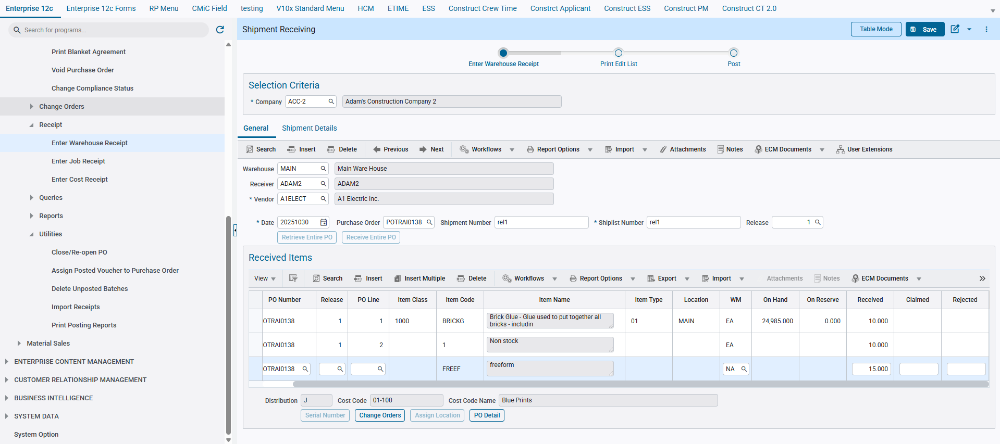 Enterprise 12c Enterprise 12c Forms RP Menu CMiC Field testing V10x Standard Menu HCM ETIME ESS Construct Crew Time Constrct Applicant Construct ESS Construct PM Construct CT 2.0
Search for programs...
Print Blanket Agreement
Void Purchase Order
Change Compliance Status
Change Orders
Receipt
Enter Warehouse Receipt
Enter Job Receipt
Enter Cost Receipt
Queries
Reports
Utilities
Close/Re-open PO
Assign Posted Voucher to Purchase Order
Delete Unposted Batches
Import Receipts
Print Posting Reports
Material Sales
ENTERPRISE CONTENT MANAGEMENT
CUSTOMER RELATIONSHIP MANAGEMENT
BUSINESS INTELLIGENCE
SYSTEM DATA
System Option
Shipment Receiving Table Mode Save
Enter Warehouse Receipt Print Edit List Post
Selection Criteria
* Company ACC-2 Adam's Construction Company 2
General Shipment Details
Search Insert Delete Previous Next Workflows Report Options Import Attachments Notes ECM Documents User Extensions
Warehouse MAIN Main Ware House
Receiver ADAM2 ADAM2
* Vendor A1ELECT A1 Electric Inc.
* Date 20251030 Purchase Order POTRAI0138 Shipment Number rel1 * Shiplist Number rel1 Release 1
Retrieve Entire PO Receive Entire PO
Received Items
View Search Insert Insert Multiple Delete Workflows Report Options Export Import Attachments Notes ECM Documents
PO Number Release PO Line Item Class Item Code Item Name Item Type Location WM On Hand On Reserve Received Claimed Rejected
OTRAI0138 1 1 1000 BRICKG Brick Glue - Glue used to put together all 01 MAIN EA 24,985.000 0.000 10.000
bricks - includin
OTRAI0138 1 2 1 Non stock EA 10.000
OTRAI0138 FREEF freeform NA 15.000
Distribution J Cost Code 01-100 Cost Code Name Blue Prints
Serial Number Change Orders Assign Location PO Detail